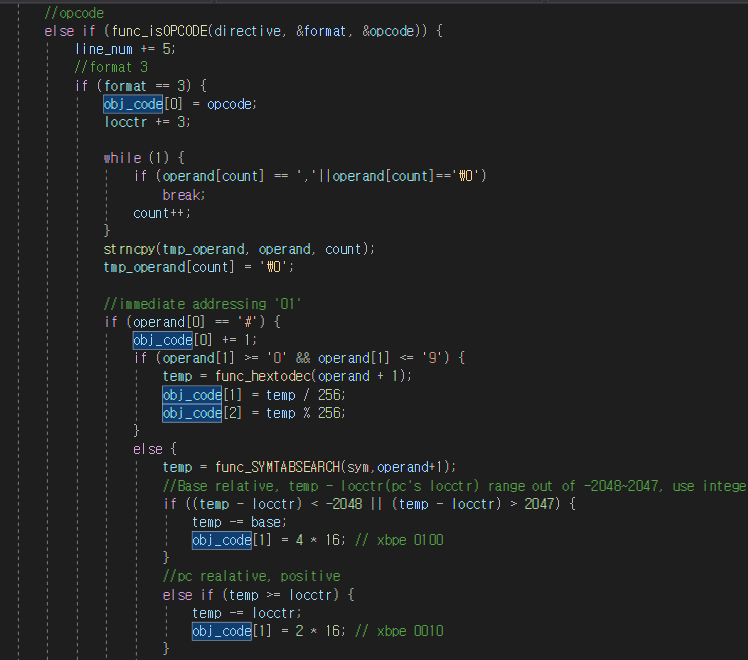 //opcode
else if (func_isOPCODE(directive, &format, &opcode)) {
line_num += 5;
//format 3
if (format == 3) {
obj_code[0] = opcode;
locctr += 3;
while (1) {
if (operand[count] == ','||operand[count]=='₩0')
break;
count++;
}
strncpy(tmp_operand, operand, count);
tmp_operand[count] = '₩0';
//immediate addressing '01'
if (operand[0] == '#') {
obj_code[0] += 1;
if (operand[1] >= '0' && operand[1] <= '9') {
temp = func_hextodec(operand + 1);
obj_code[1] = temp / 256;
obj_code[2] = temp % 256;
}
else {
temp = func_SYMTABSEARCH(sym,operand+1);
//Base relative, temp - locctr(pc's locctr) range out of -2048~2047, use intege
if ((temp - locctr) < -2048 || (temp - locctr) > 2047) {
temp -= base;
obj_code[1] = 4 * 16; // xbpe 0100
}
//pc realative, positive
else if (temp >= locctr) {
temp -= locctr;
obj_code[1] = 2 * 16; // xbpe 0010
}